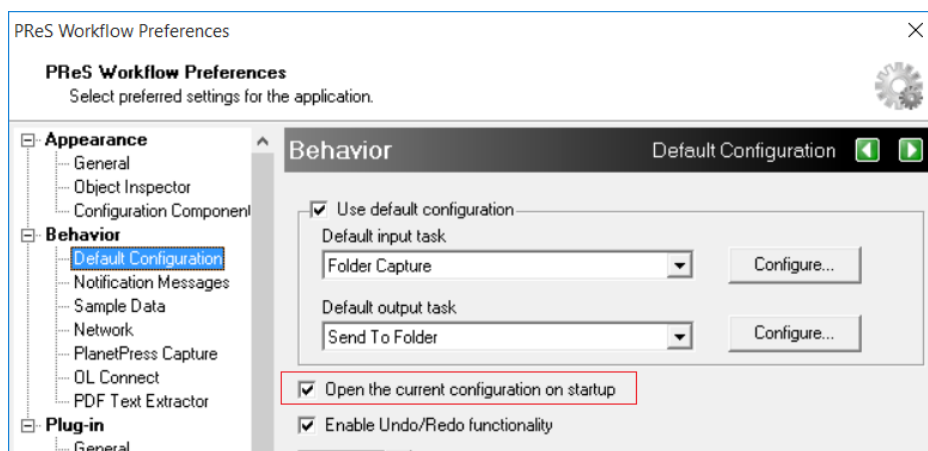 PReS Workflow Preferences
PReS Workflow Preferences
Select preferred settings for the application.
Appearance
General
Object Inspector
Configuration Component
Behavior
Default Configuration
Notification Messages
Sample Data
Network
PlanetPress Capture
OL Connect
PDF Text Extractor
Plug-in
General
Behavior Default Configuration
Use default configuration
Default input task
Folder Capture Configure...
Default output task
Send To Folder Configure...
Open the current configuration on startup
Enable Undo/Redo functionality